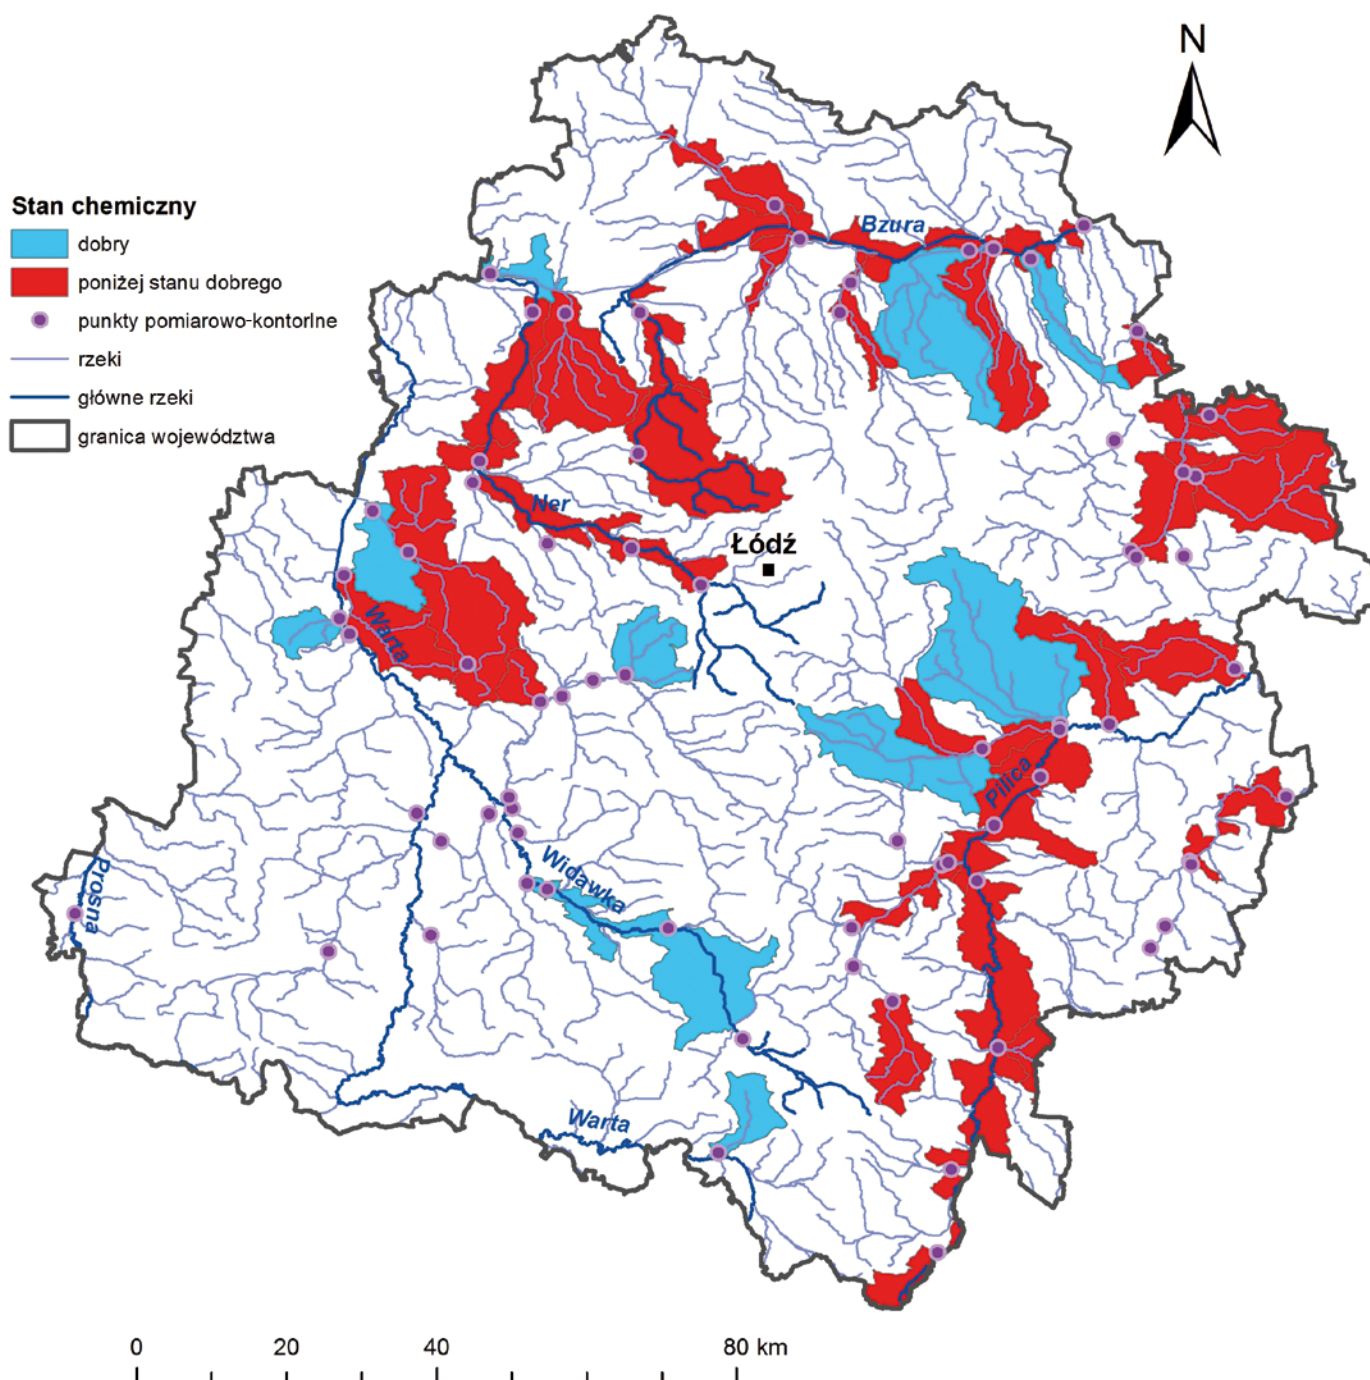 N
Stan chemiczny
dobry
poniżej stanu dobrego
punkty pomiarowo-kontorlne
rzeki
główne rzeki
granica województwa
Bzura
Ner
Łódź
Warta
Pilica
Widawka
Prosna
Warta
0 20 40 80 km